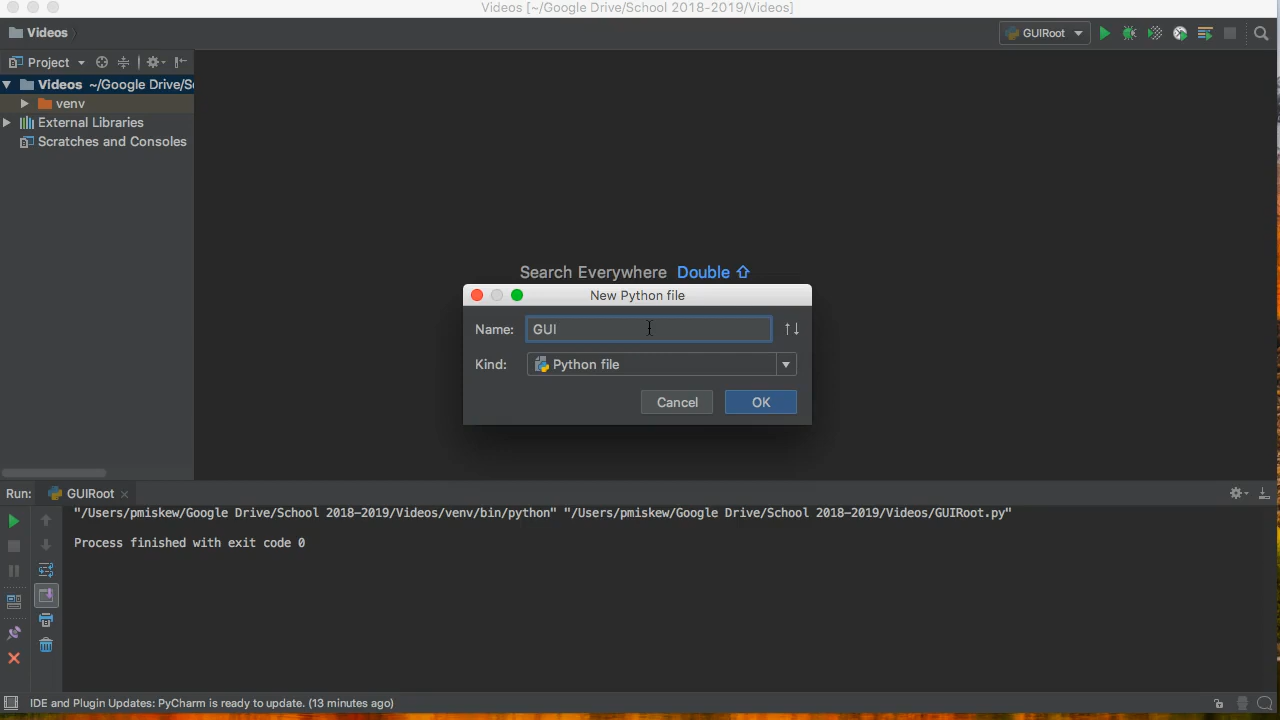 Videos [~/Google Drive/School 2018-2019/Videos]
Videos
GUIRoot
Project
Videos ~/Google Drive/Sc
venv
External Libraries
Scratches and Consoles
Search Everywhere Double ⇧
New Python file
Name: GUI
Kind: Python file
Cancel OK
Run: GUIRoot
"/Users/pmiskew/Google Drive/School 2018-2019/Videos/venv/bin/python" "/Users/pmiskew/Google Drive/School 2018-2019/Videos/GUIRoot.py"
Process finished with exit code 0
IDE and Plugin Updates: PyCharm is ready to update. (13 minutes ago)